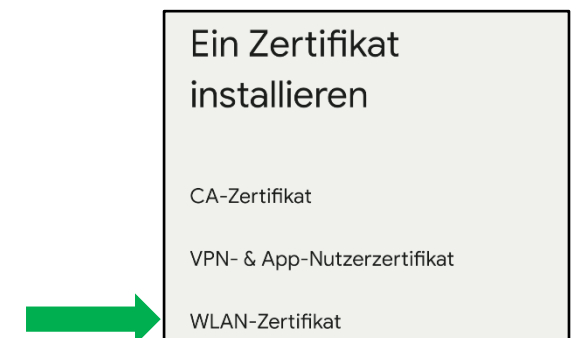 Ein Zertifikat
installieren
CA-Zertifikat
VPN- & App-Nutzerzertifikat
WLAN-Zertifikat